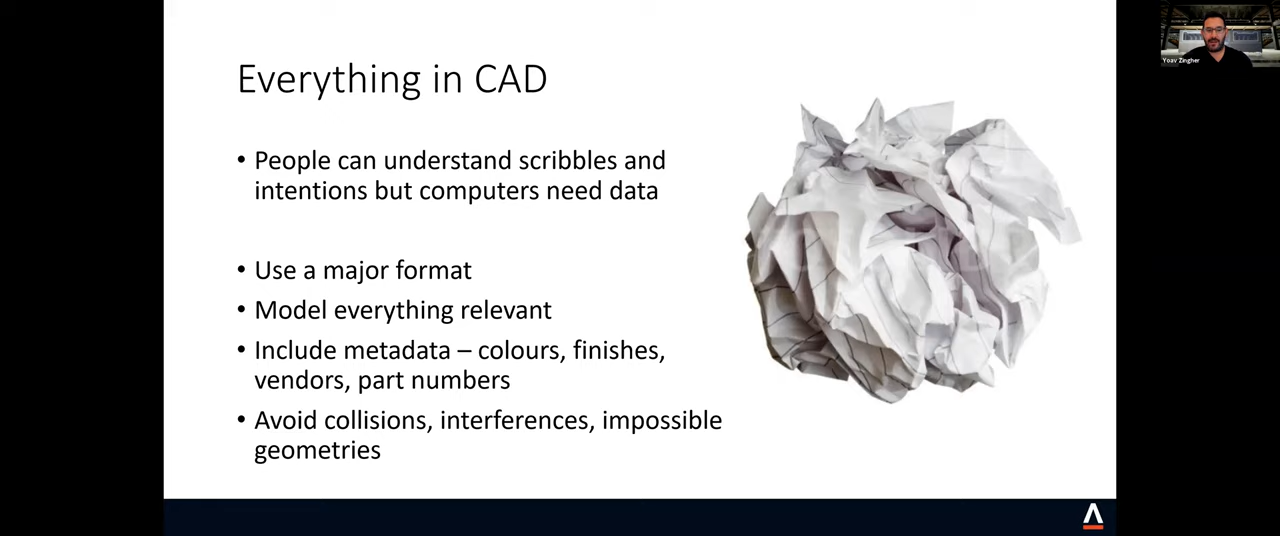 Everything in CAD
• People can understand scribbles and
intentions but computers need data
• Use a major format
• Model everything relevant
• Include metadata – colours, finishes,
vendors, part numbers
• Avoid collisions, interferences, impossible
geometries
Yoav Zingher